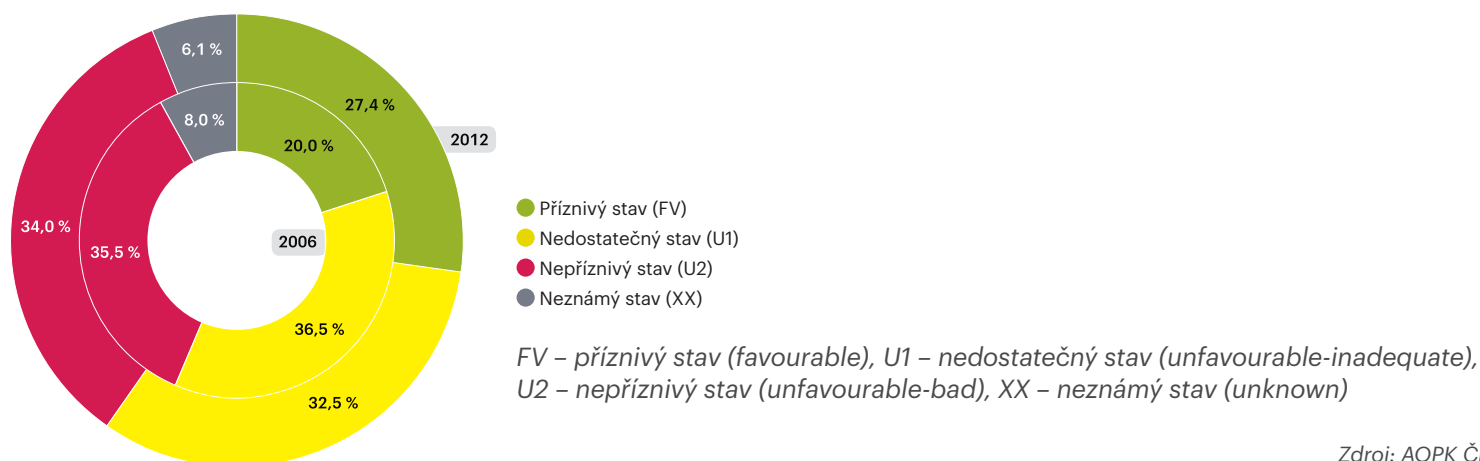 6,1 %
27,4 %
8,0 %
20,0 %
2012
34,0 %
35,5 %
2006
36,5 %
32,5 %
Příznivý stav (FV)
Nedostatečný stav (U1)
Nepříznivý stav (U2)
Neznámý stav (XX)
FV – příznivý stav (favourable), U1 – nedostatečný stav (unfavourable-inadequate),
U2 – nepříznivý stav (unfavourable-bad), XX – neznámý stav (unknown)
Zdroj: AOPK